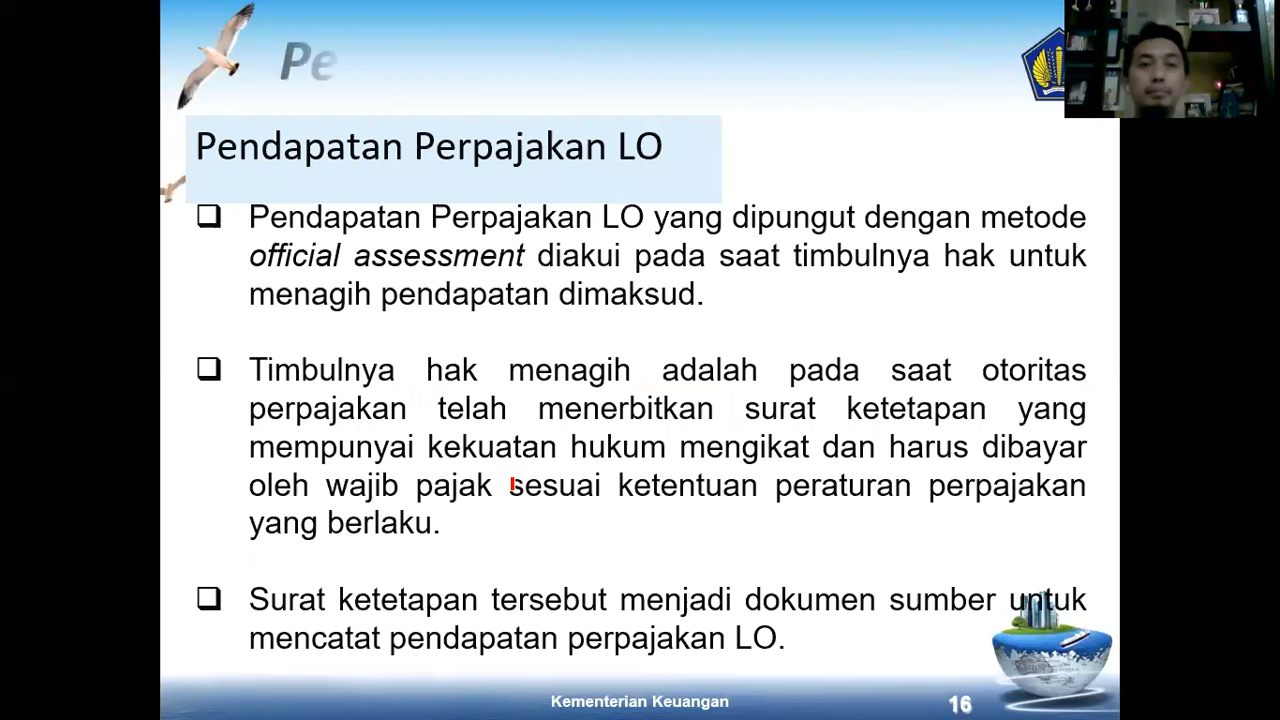 Pe
Pendapatan Perpajakan LO
Pendapatan Perpajakan LO yang dipungut dengan metode
official assessment diakui pada saat timbulnya hak untuk
menagih pendapatan dimaksud.
Timbulnya hak menagih adalah pada saat otoritas
perpajakan telah menerbitkan surat ketetapan yang
mempunyai kekuatan hukum mengikat dan harus dibayar
oleh wajib pajak sesuai ketentuan peraturan perpajakan
yang berlaku.
Surat ketetapan tersebut menjadi dokumen sumber untuk
mencatat pendapatan perpajakan LO.
Kementerian Keuangan
16